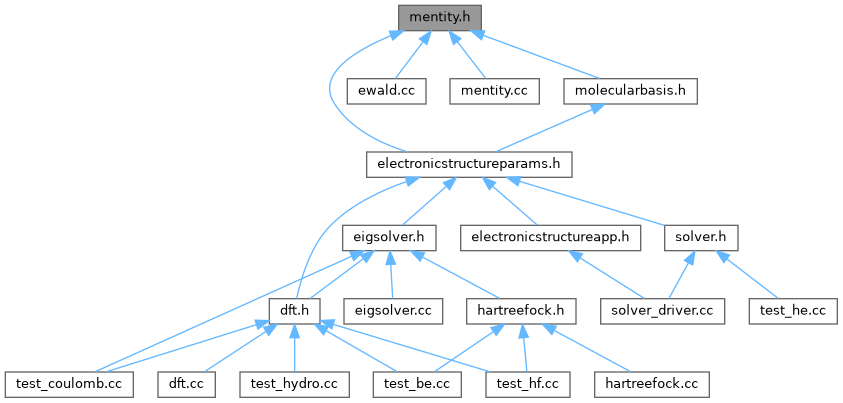 mentity.h
ewald.cc
mentity.cc
molecularbasis.h
electronicstructureparams.h
eigsolver.h
electronicstructureapp.h
solver.h
dft.h
eigsolver.cc
hartreefock.h
solver_driver.cc
test_he.cc
test_coulomb.cc
dft.cc
test_hydro.cc
test_be.cc
test_hf.cc
hartreefock.cc